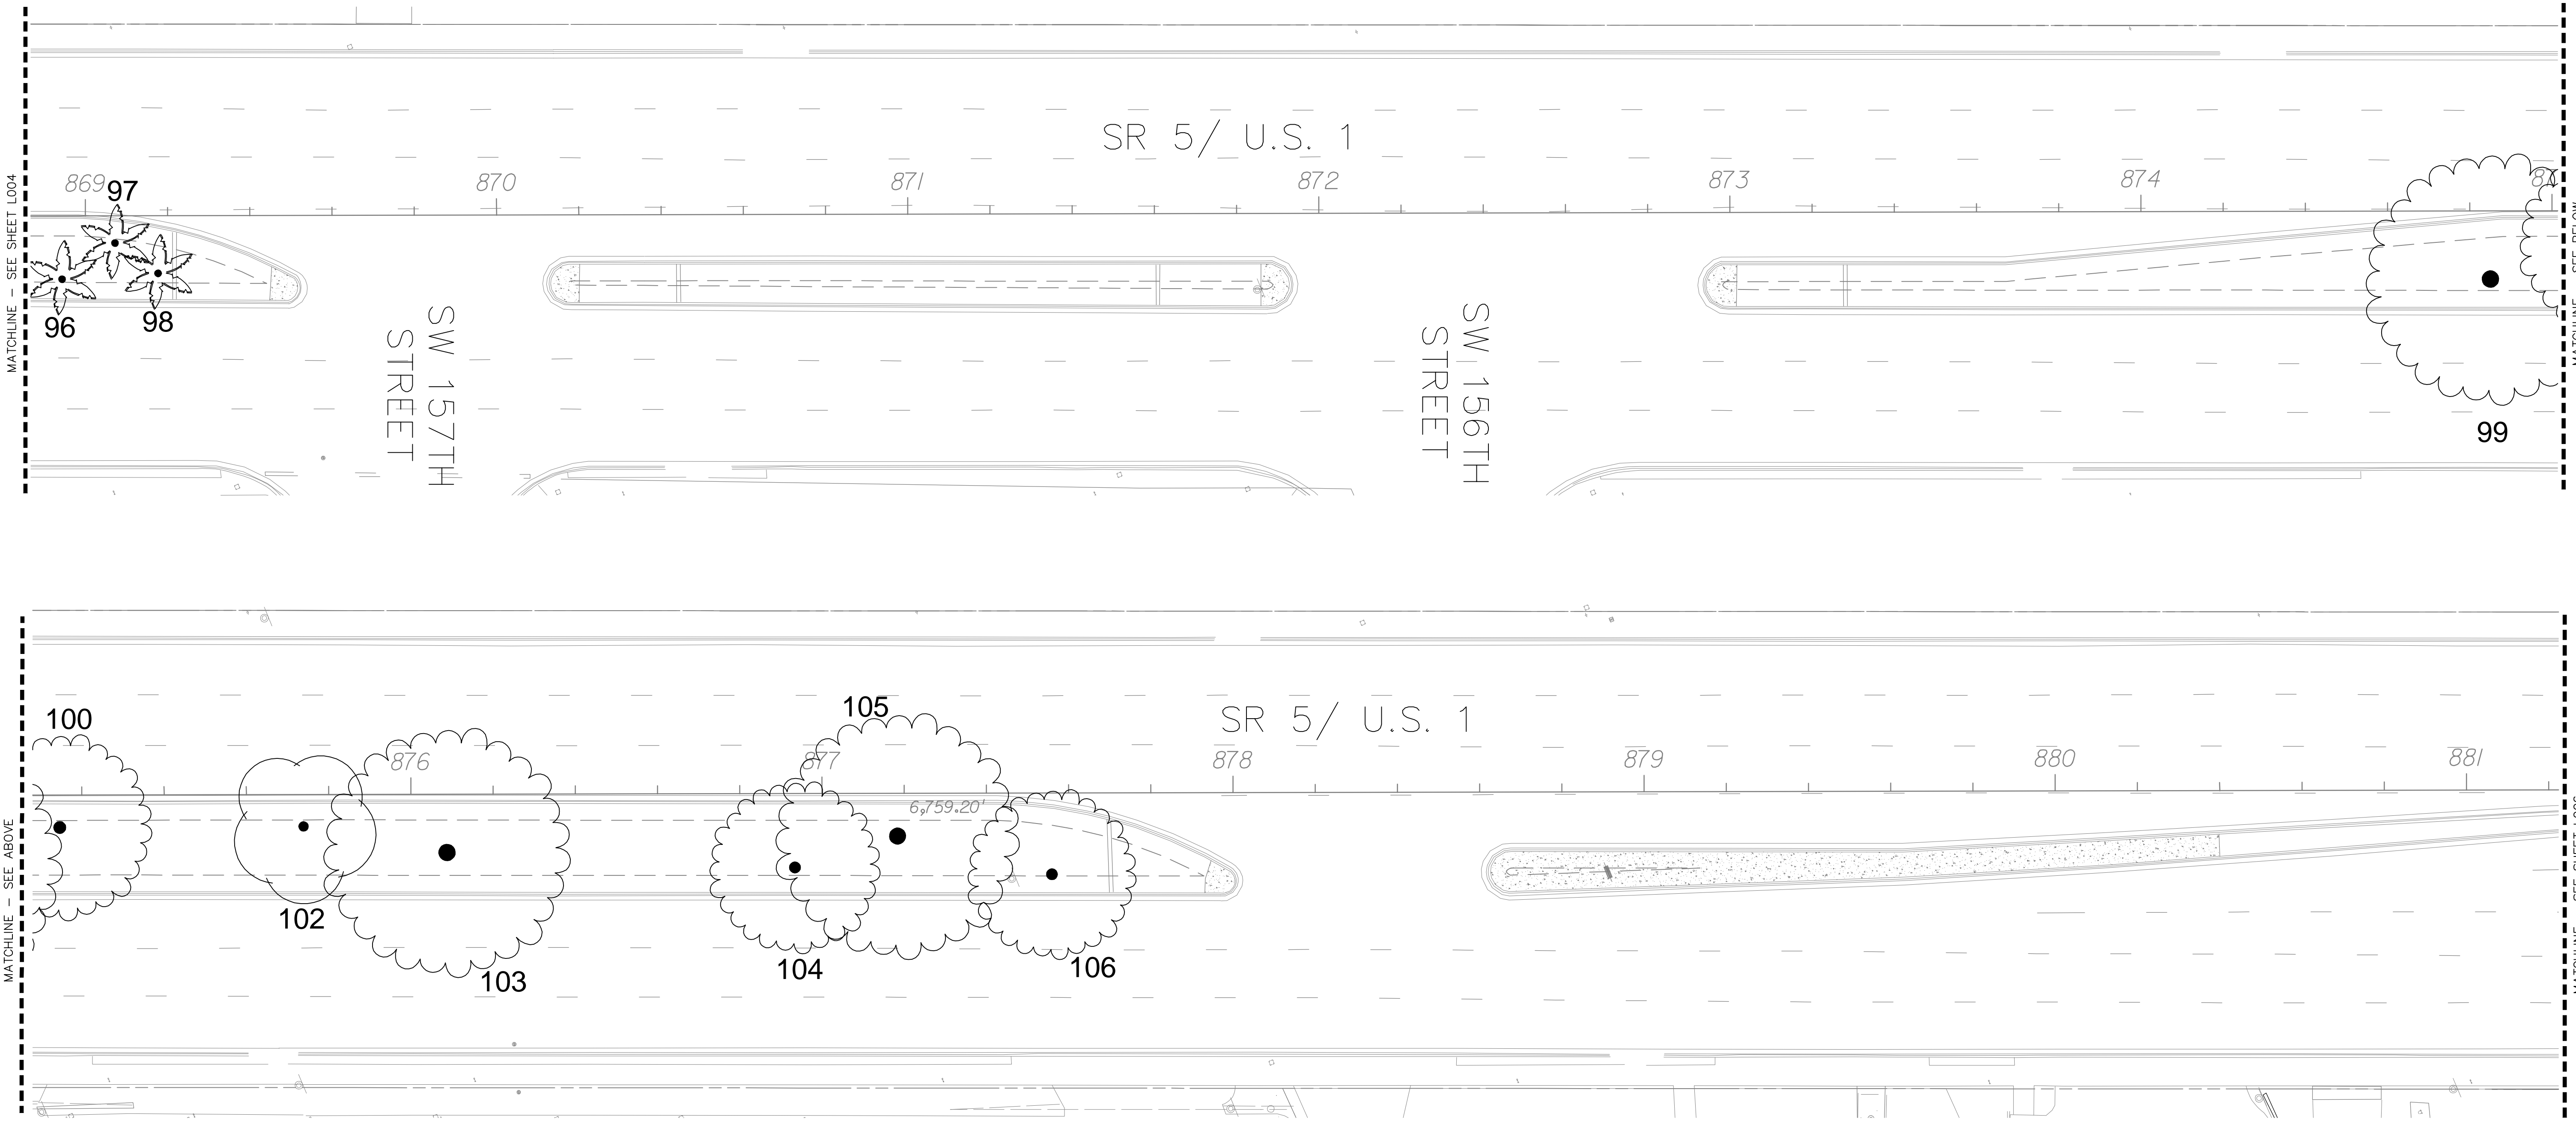 SR 5/ U.S. 1
MATCHLINE - SEE SHEET L004
869
97
870
871
872
873
874
96
98
SW 157TH
STREET
SW 156TH
STREET
99
MATCHLINE - SEE ABOVE
100
105
SR 5/ U.S. 1
876
877
878
879
880
881
6,759.20'
102
103
104
106